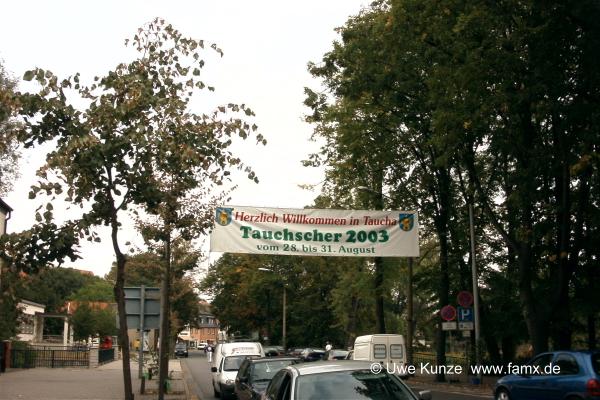 Herzlich Willkommen in Taucha
Tauchscher 2003
vom 28. bis 31. August
P
© Uwe Kunze www.famx.de